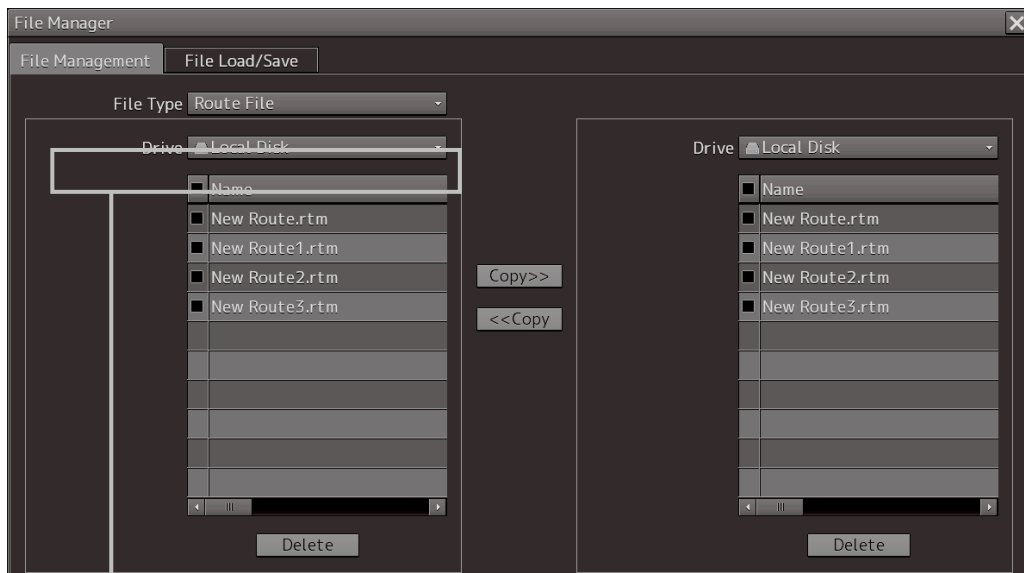 File Manager
File Management File Load/Save
File Type Route File
Drive Local Disk
Name
New Route.rtm
New Route1.rtm
New Route2.rtm
New Route3.rtm
Delete
Copy>>
<<Copy
Drive Local Disk
Name
New Route.rtm
New Route1.rtm
New Route2.rtm
New Route3.rtm
Delete